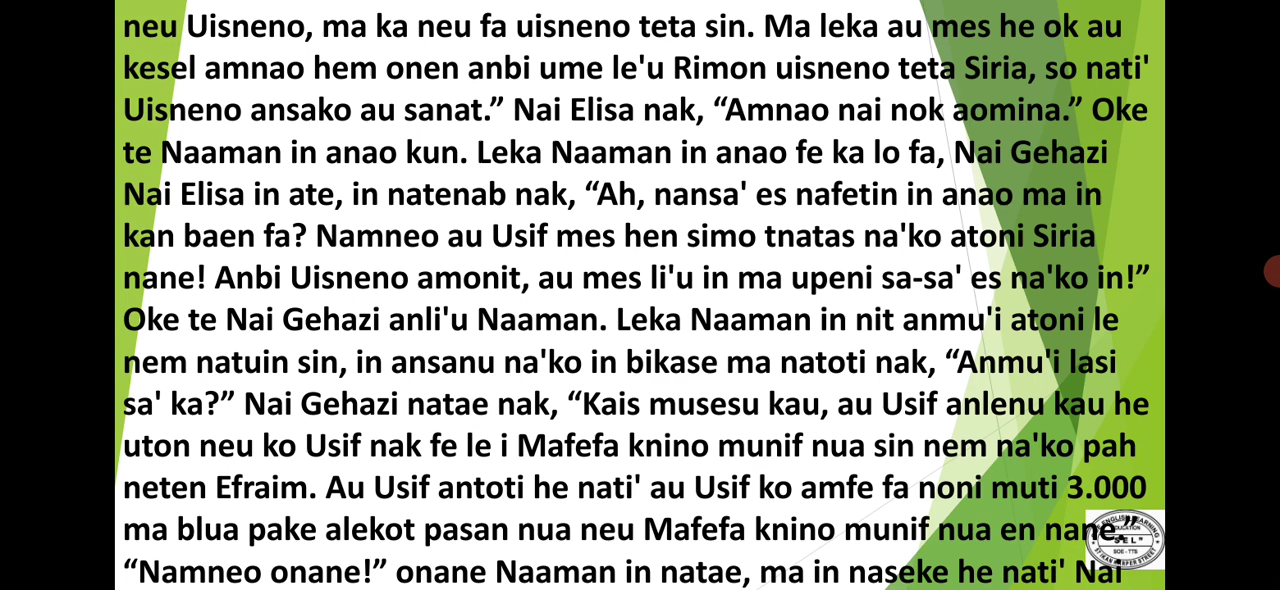 neu Uisneno, ma ka neu fa uisneno teta sin. Ma leka au mes he ok au
kesel amnao hem onen anbi ume le'u Rimon uisneno teta Siria, so nati'
Uisneno ansako au sanat.” Nai Elisa nak, “Amnao nai nok aomina.” Oke
te Naaman in anao kun. Leka Naaman in anao fe ka lo fa, Nai Gehazi
Nai Elisa in ate, in natenab nak, “Ah, nansa' es nafetin in anao ma in
kan baen fa? Namneo au Usif mes hen simo tnatas na'ko atoni Siria
nane! Anbi Uisneno amonit, au mes li'u in ma upeni sa-sa' es na'ko in!”
Oke te Nai Gehazi anli'u Naaman. Leka Naaman in nit anmu'i atoni le
nem natuin sin, in ansanu na'ko in bikase ma natoti nak, “Anmu'i lasi
sa' ka?” Nai Gehazi natae nak, “Kais musesu kau, au Usif anlenu kau he
uton neu ko Usif nak fe le i Mafefa knino munif nua sin nem na'ko pah
neten Efraim. Au Usif antoti he nati' au Usif ko amfe fa noni muti 3.000
ma blua pake alekot pasan nua neu Mafefa knino munif nua en nane.”
“Namneo onane!” onane Naaman in natae, ma in naseke he nati' Nai
"SEL"
SOE - TTS